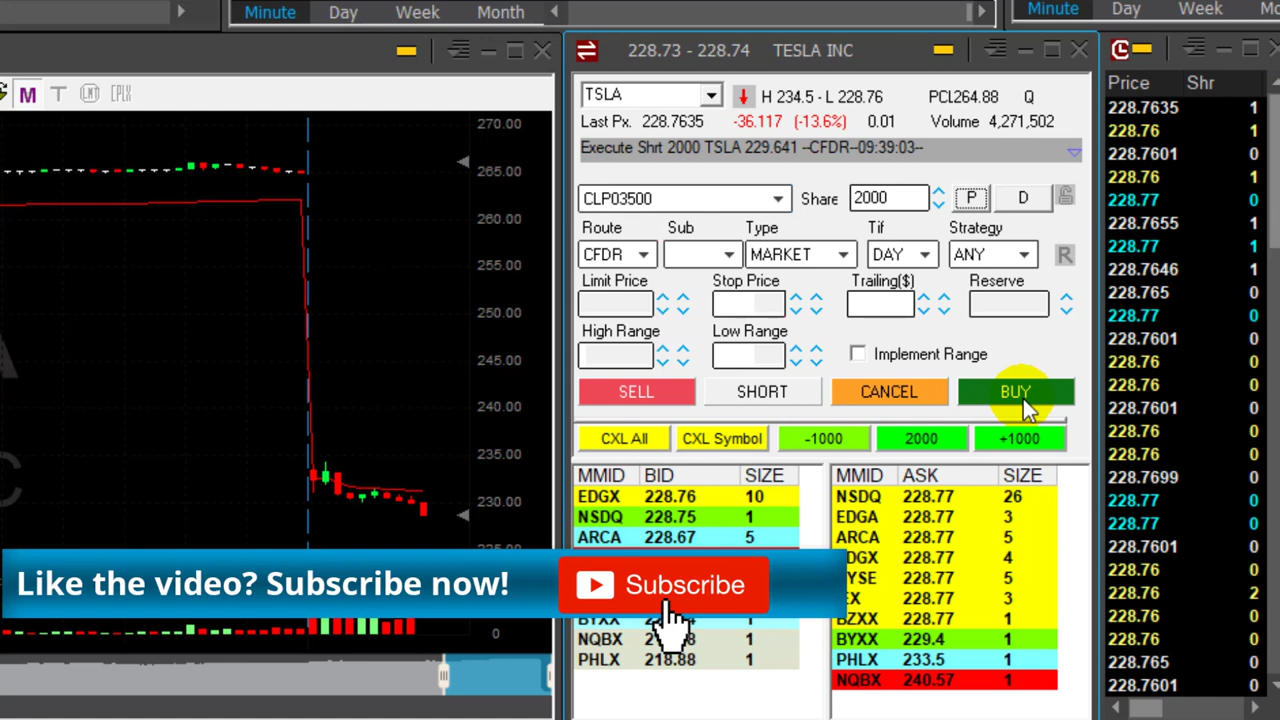 Minute Day Week Month
Minute Day Week
228.73 - 228.74 TESLA INC
M T CNT CPLX
TSLA H 234.5 - L 228.76 PCL264.88 Q
Last Px. 228.7635 -36.117 (-13.6%) 0.01 Volume 4,271,502
Execute Shrt 2000 TSLA 229.641 --CFDR--09:39:03--
CLP03500 Share 2000 P D
Route Sub Type Tif Strategy
CFDR MARKET DAY ANY R
Limit Price Stop Price Trailing($) Reserve
High Range Low Range
Implement Range
SELL SHORT CANCEL BUY
CXL All CXL Symbol -1000 2000 +1000
MMID BID SIZE
EDGX 228.76 10
NSDQ 228.75 1
ARCA 228.67 5
NQBX 1
PHLX 218.88 1
MMID ASK SIZE
NSDQ 228.77 26
EDGA 228.77 3
ARCA 228.77 5
228.77 4
228.77 5
228.77 3
BZXX 228.77 1
BYXX 229.4 1
PHLX 233.5 1
NQBX 240.57 1
270.00
265.00
260.00
255.00
250.00
245.00
240.00
235.00
230.00
0
Like the video? Subscribe now! Subscribe
Price Shr
228.7635 1
228.76 1
228.7601 0
228.76 1
228.77 0
228.7655 1
228.77 1
228.7646 1
228.765 0
228.77 0
228.7601 0
228.76 0
228.76 0
228.7601 0
228.76 0
228.76 0
228.7699 0
228.77 0
228.77 0
228.7601 0
228.76 0
228.76 2
228.76 0
228.76 0
228.765 0
228.7601 0